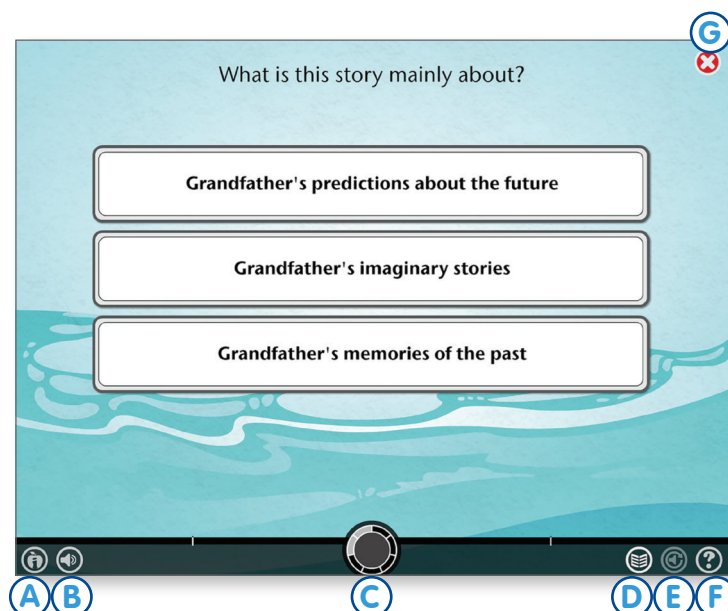 G
What is this story mainly about?
Grandfather's predictions about the future
Grandfather's imaginary stories
Grandfather's memories of the past
?
A B C D E F